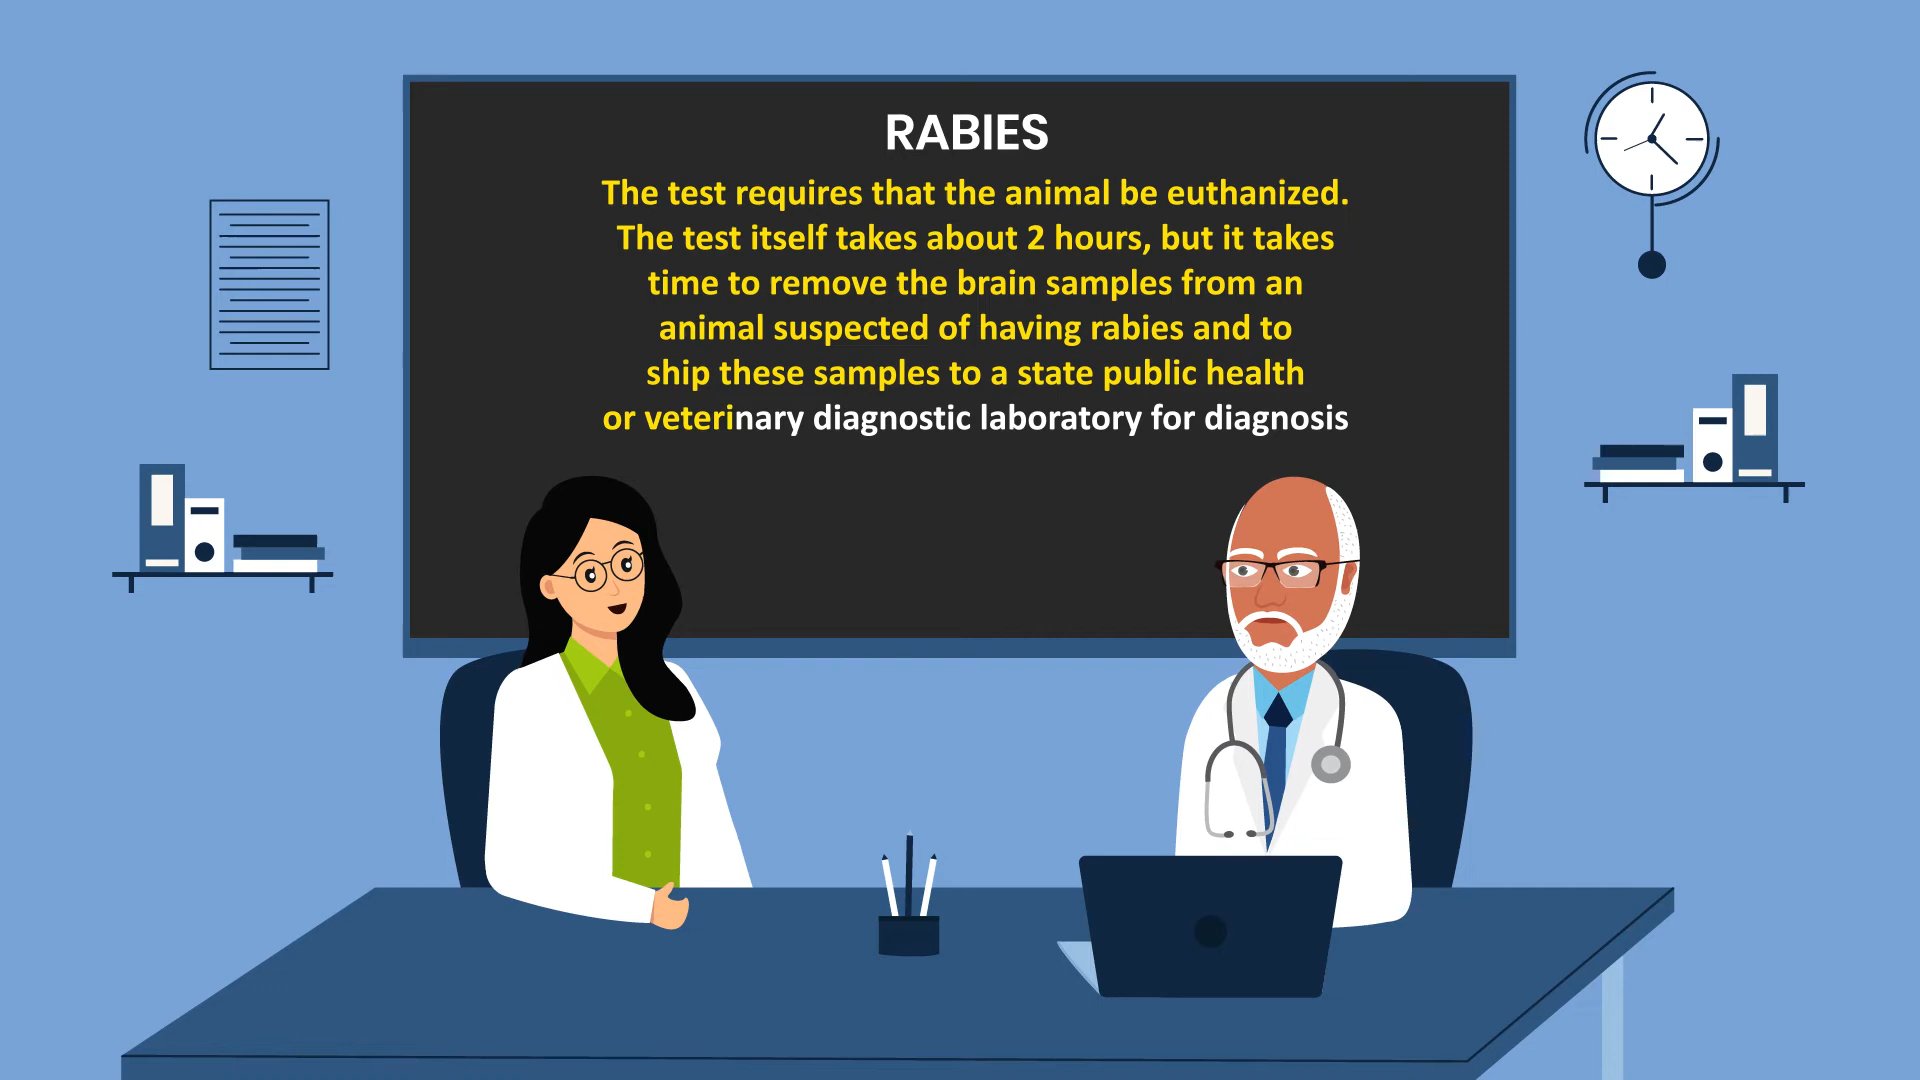 RABIES
The test requires that the animal be euthanized.
The test itself takes about 2 hours, but it takes
time to remove the brain samples from an
animal suspected of having rabies and to
ship these samples to a state public health
or veterinary diagnostic laboratory for diagnosis